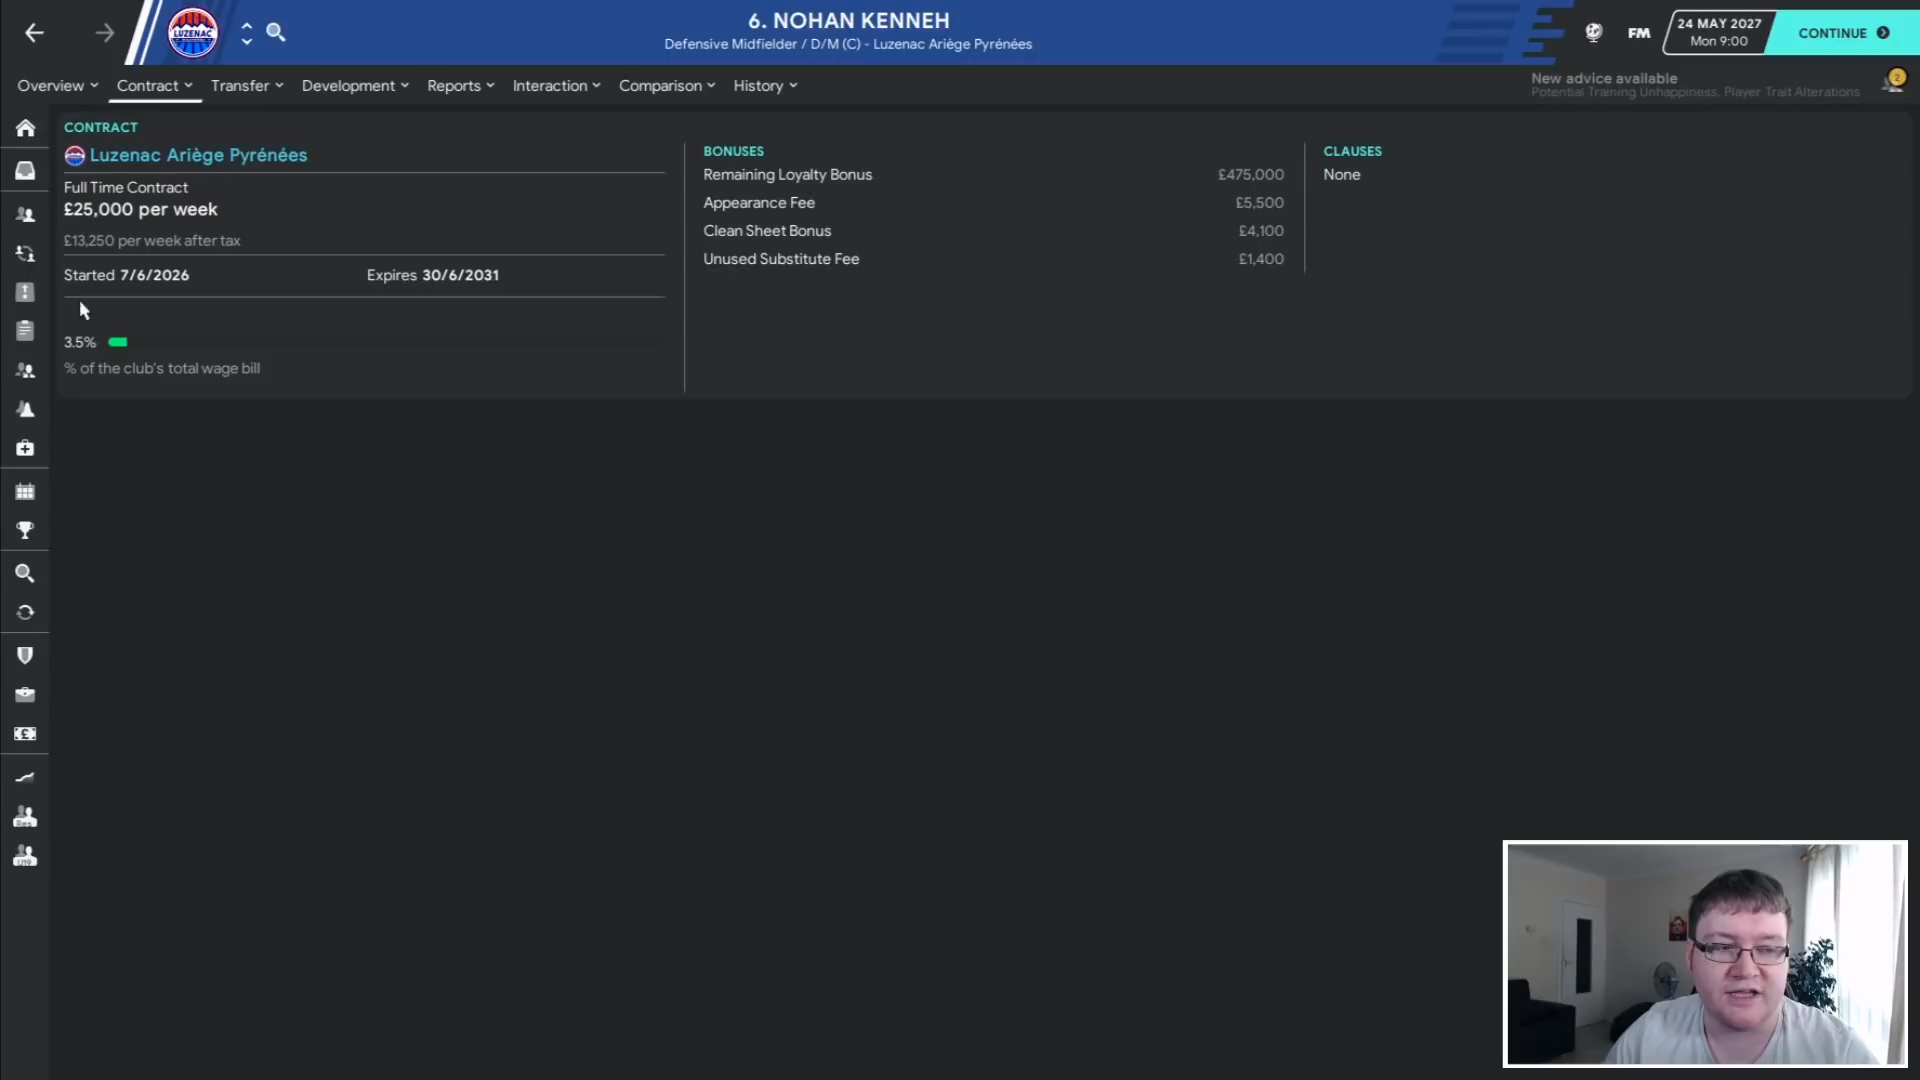 LUZENAC
6. NOHAN KENNEH
Defensive Midfielder / D/M (C) - Luzenac Ariège Pyrénées
FM
24 MAY 2027
Mon 9:00
CONTINUE
Overview
Contract
Transfer
Development
Reports
Interaction
Comparison
History
New advice available
Potential Training Unhappiness, Player Trait Alterations
2
CONTRACT
Luzenac Ariège Pyrénées
Full Time Contract
£25,000 per week
£13,250 per week after tax
Started 7/6/2026
Expires 30/6/2031
3.5%
% of the club's total wage bill
BONUSES
Remaining Loyalty Bonus £475,000
Appearance Fee £5,500
Clean Sheet Bonus £4,100
Unused Substitute Fee £1,400
CLAUSES
None
Res
U19